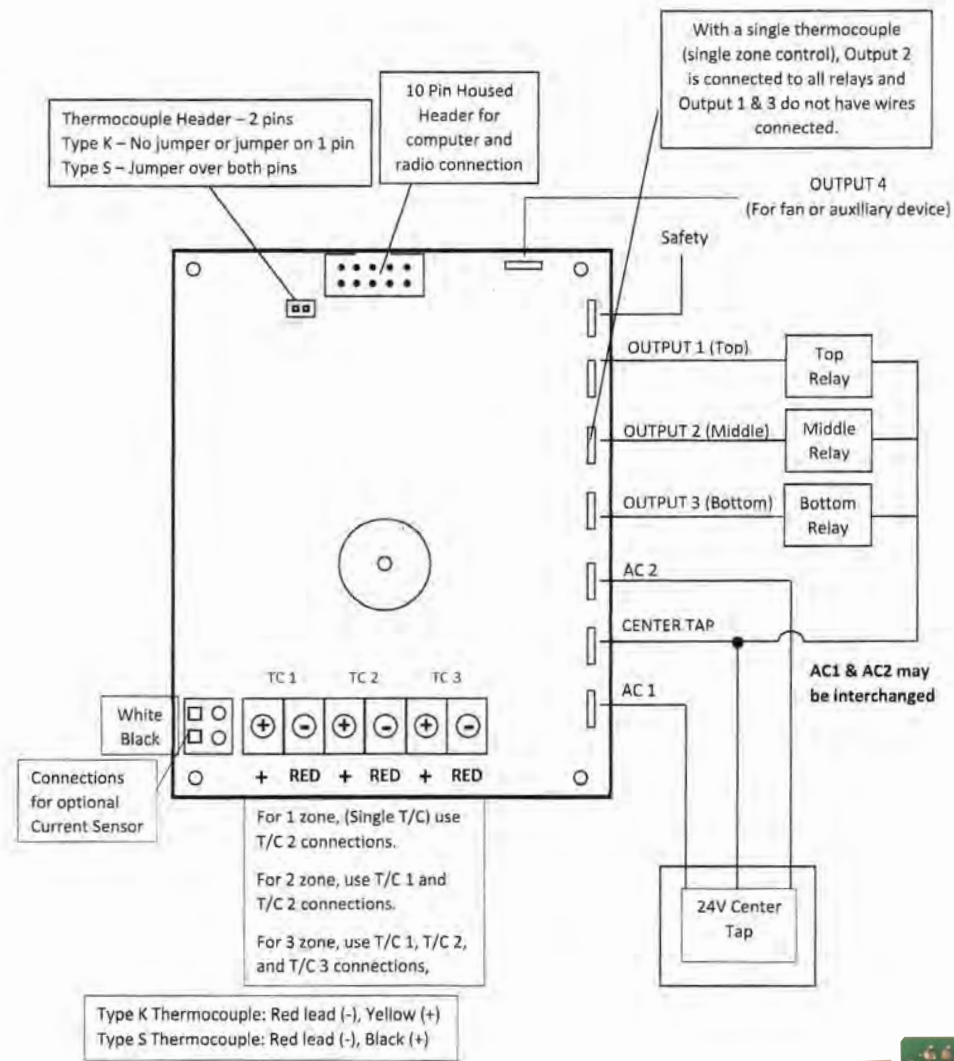 With a single thermocouple
(single zone control), Output 2
is connected to all relays and
Output 1 & 3 do not have wires
connected.
10 Pin Housed
Header for
computer and
radio connection
Thermocouple Header – 2 pins
Type K – No jumper or jumper on 1 pin
Type S – Jumper over both pins
OUTPUT 4
(For fan or auxiliary device)
Safety
OUTPUT 1 (Top)
Top
Relay
OUTPUT 2 (Middle)
Middle
Relay
OUTPUT 3 (Bottom)
Bottom
Relay
AC 2
CENTER TAP
AC1 & AC2 may
be interchanged
AC 1
TC 1 TC 2 TC 3
White
Black
+ - + - + -
+ RED + RED + RED
Connections
for optional
Current Sensor
For 1 zone, (Single T/C) use
T/C 2 connections.
For 2 zone, use T/C 1 and
T/C 2 connections.
For 3 zone, use T/C 1, T/C 2,
and T/C 3 connections,
24V Center
Tap
Type K Thermocouple: Red lead (-), Yellow (+)
Type S Thermocouple: Red lead (-), Black (+)